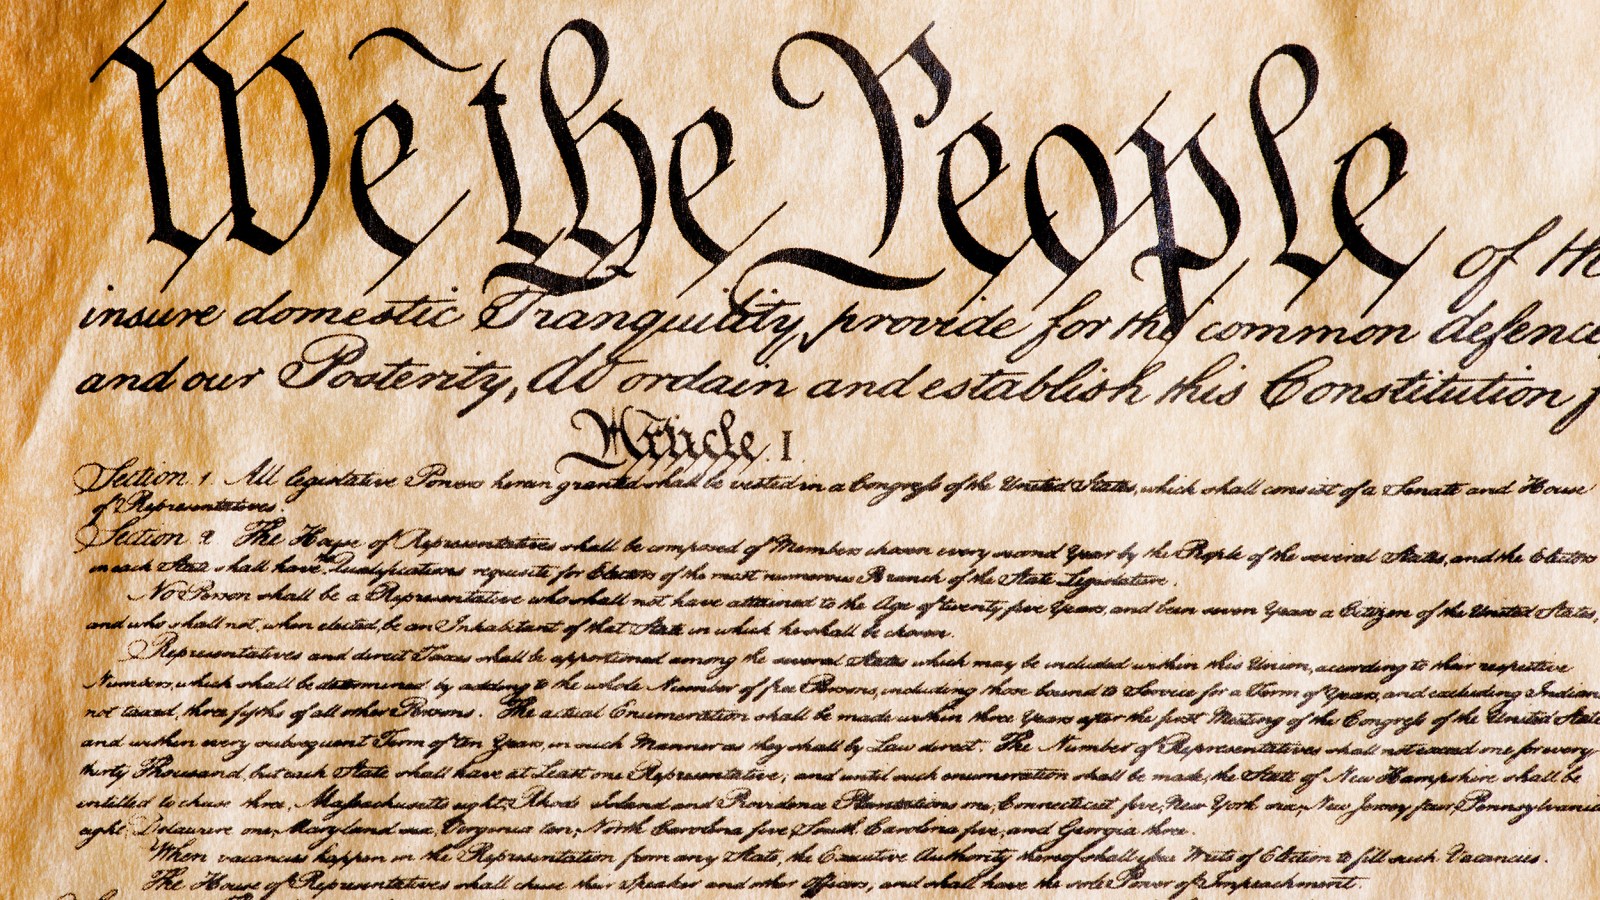 We the People of the
insure domestic Tranquility, provide for the common defence,
and our Posterity, do ordain and establish this Constitution f
Article. I.
Section. 1. All legislative Powers herein granted shall be vested in a Congress of the United States, which shall consist of a Senate and House
of Representatives.
Section. 2. The House of Representatives shall be composed of Members chosen every second Year by the People of the several States, and the Electors
in each State shall have the Qualifications requisite for Electors of the most numerous Branch of the State Legislature.
No Person shall be a Representative who shall not have attained to the Age of twenty five Years, and been seven Years a Citizen of the United States,
and who shall not, when elected, be an Inhabitant of that State in which he shall be chosen.
Representatives and direct Taxes shall be apportioned among the several States which may be included within this Union, according to their respective
Numbers, which shall be determined by adding to the whole Number of free Persons, including those bound to Service for a Term of Years, and excluding Indians
not taxed, three fifths of all other Persons. The actual Enumeration shall be made within three Years after the first Meeting of the Congress of the United State
and within every subsequent Term of ten Years, in such Manner as they shall by Law direct. The Number of Representatives shall not exceed one for every
thirty Thousand, but each State shall have at Least one Representative; and until such enumeration shall be made, the State of New Hampshire shall be
entitled to chuse three, Massachusetts eight, Rhode Island and Providence Plantations one, Connecticut five, New York six, New Jersey four, Pennsylvania
eight, Delaware one, Maryland six, Virginia ten, North Carolina five, South Carolina five, and Georgia three.
When vacancies happen in the Representation from any State, the Executive Authority thereof shall issue Writs of Election to fill such Vacancies.
The House of Representatives shall chuse their Speaker and other Officers; and shall have the sole Power of Impeachment.